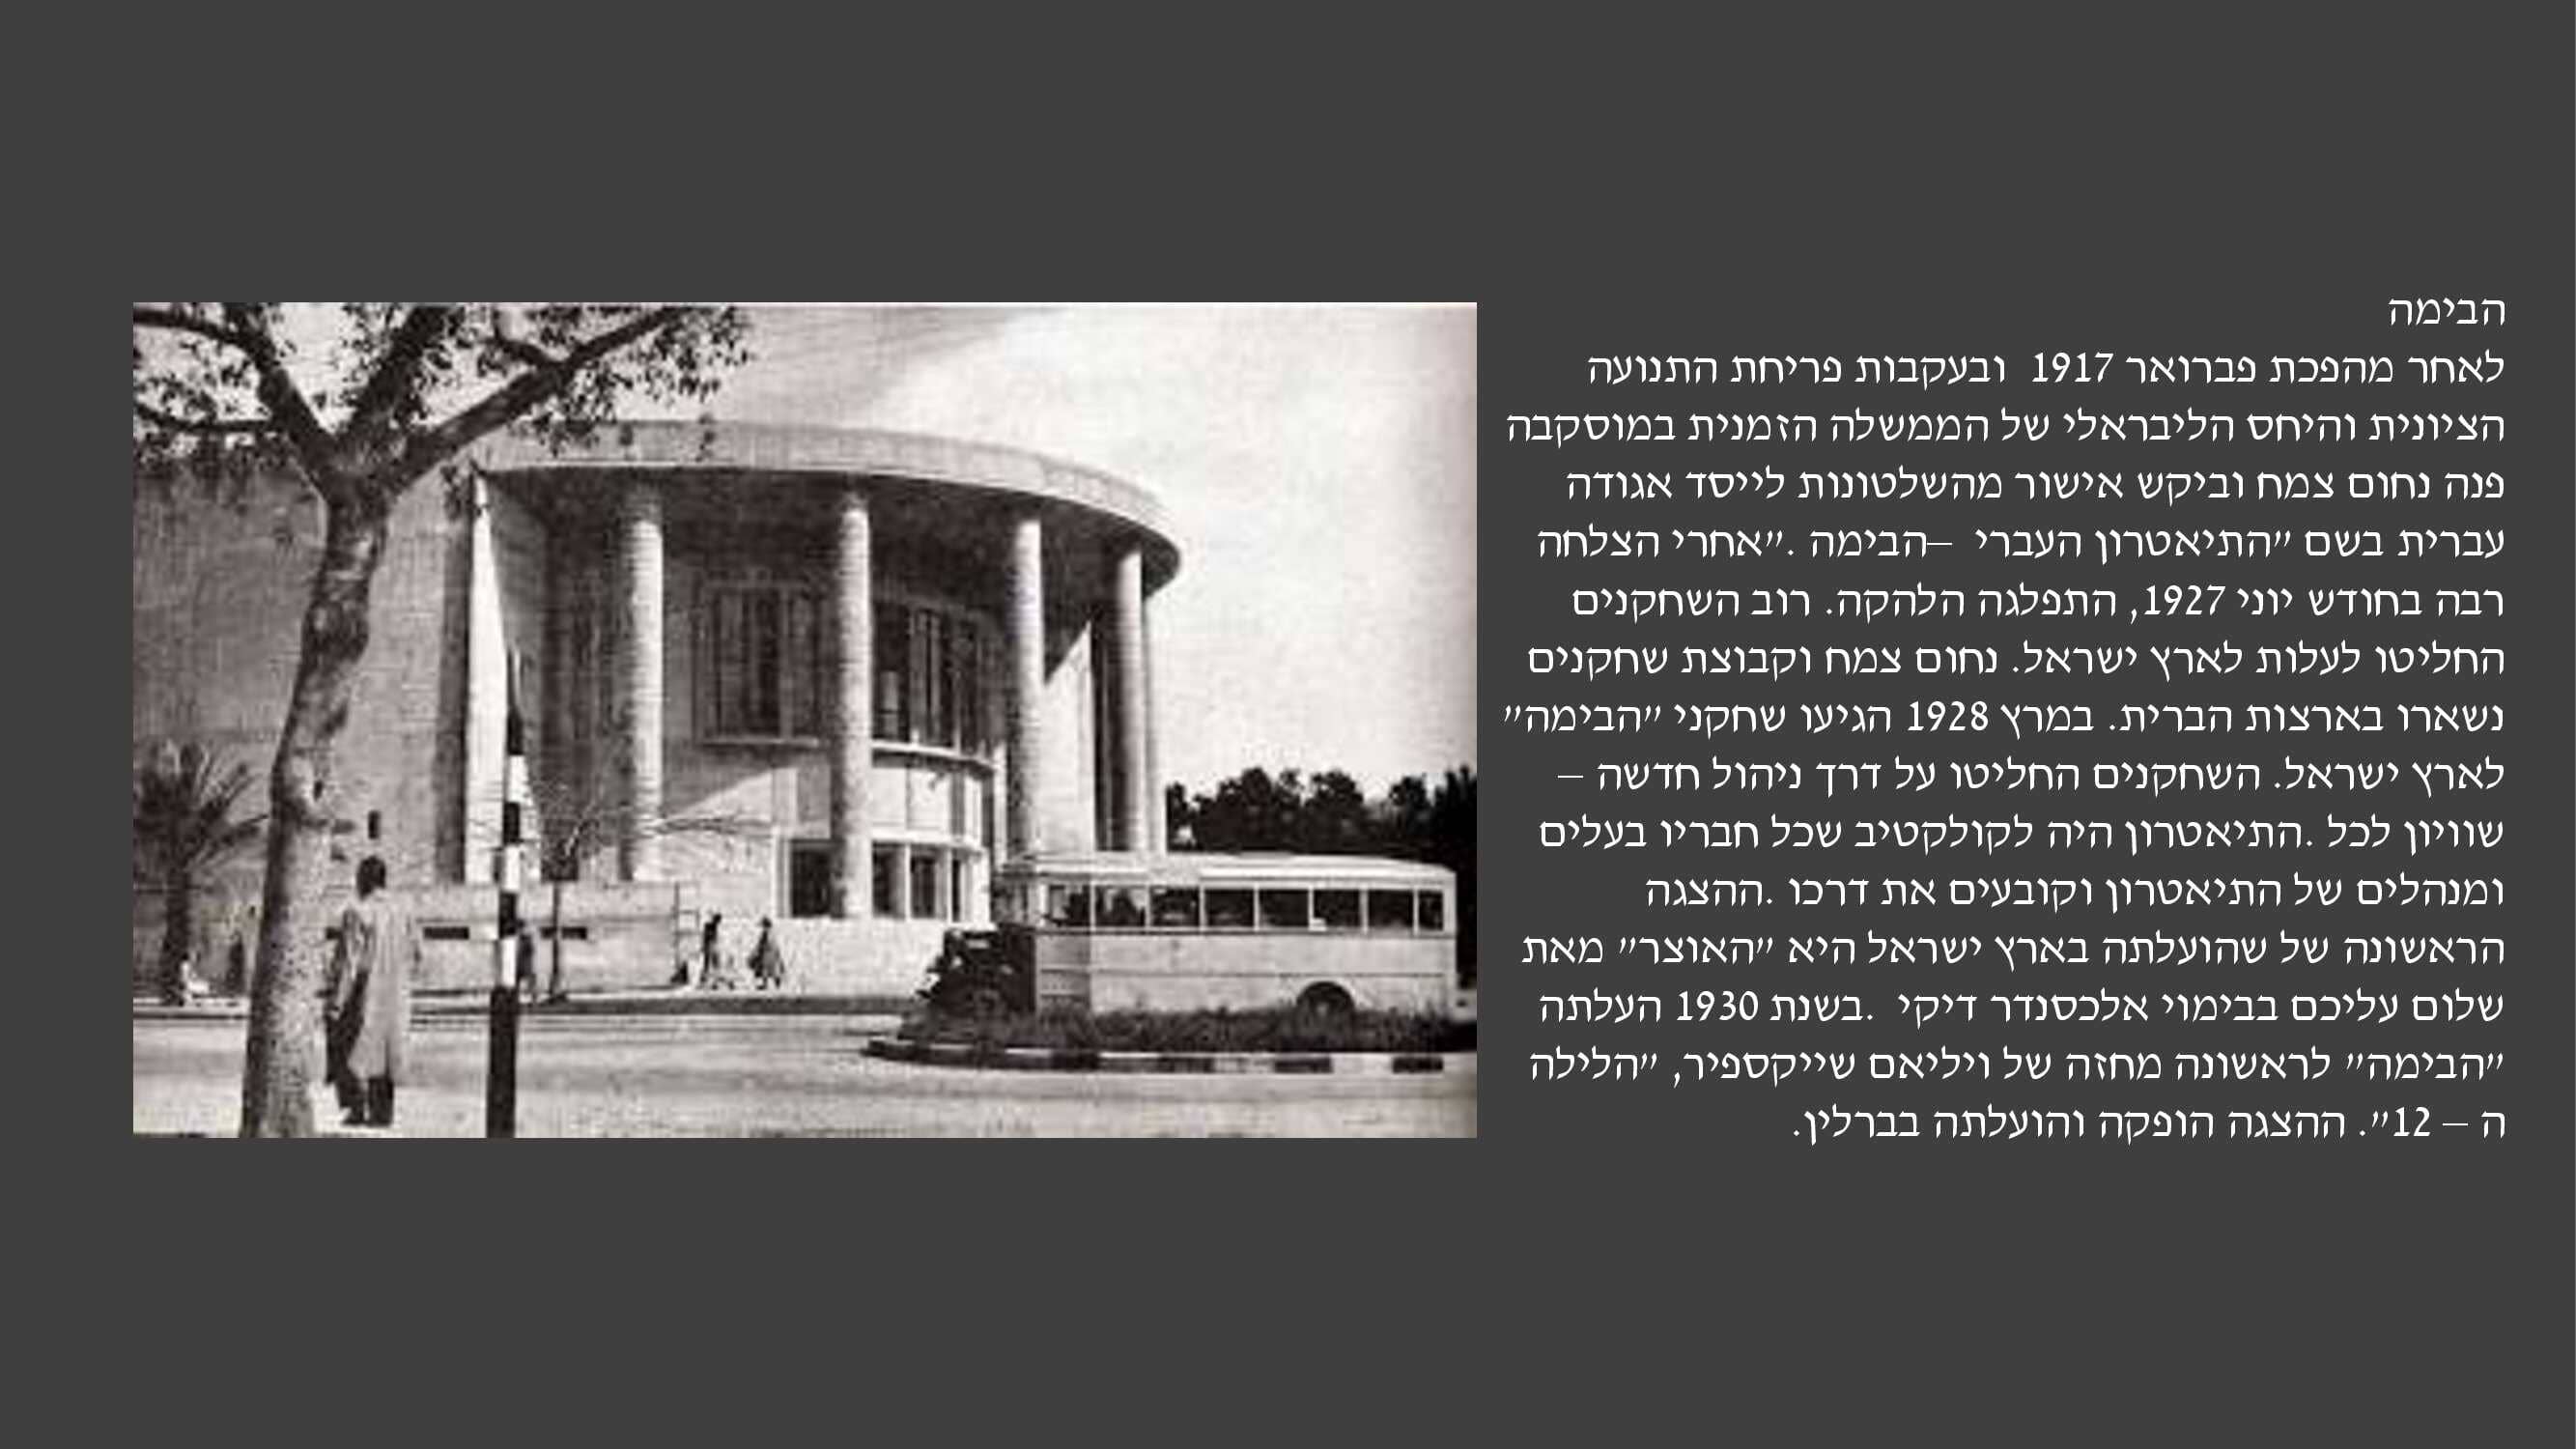 הבימה
לאחר מהפכת פברואר 1917 ובעקבות פריחת התנועה
הציונית והיחס הליבראלי של הממשלה הזמנית במוסקבה
פנה נחום צמח וביקש אישור מהשלטונות לייסד אגודה
עברית בשם "התיאטרון העברי –הבימה ."אחרי הצלחה
רבה בחודש יוני 1927, התפלגה הלהקה. רוב השחקנים
החליטו לעלות לארץ ישראל. נחום צמח וקבוצת שחקנים
נשארו בארצות הברית. במרץ 1928 הגיעו שחקני "הבימה"
לארץ ישראל. השחקנים החליטו על דרך ניהול חדשה –
שוויון לכל .התיאטרון היה לקולקטיב שכל חבריו בעלים
ומנהלים של התיאטרון וקובעים את דרכו .ההצגה
הראשונה של שהועלתה בארץ ישראל היא "האוצר" מאת
שלום עליכם בבימוי אלכסנדר דיקי .בשנת 1930 העלתה
"הבימה" לראשונה מחזה של ויליאם שייקספיר, "הלילה
ה – 12". ההצגה הופקה והועלתה בברלין.